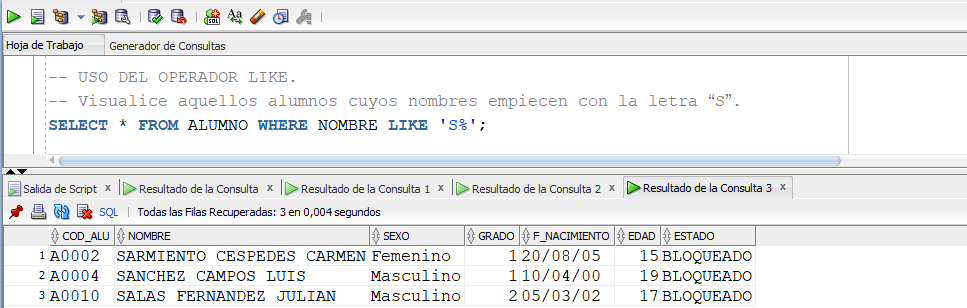 SQL Aa
Hoja de Trabajo Generador de Consultas
-- USO DEL OPERADOR LIKE.
-- Visualice aquellos alumnos cuyos nombres empiecen con la letra “S”.
SELECT * FROM ALUMNO WHERE NOMBRE LIKE 'S%';
Salida de Script x Resultado de la Consulta x Resultado de la Consulta 1 x Resultado de la Consulta 2 x Resultado de la Consulta 3 x
SQL | Todas las Filas Recuperadas: 3 en 0,004 segundos
COD_ALU NOMBRE SEXO GRADO F_NACIMIENTO EDAD ESTADO
1 A0002 SARMIENTO CESPEDES CARMEN Femenino 1 20/08/05 15 BLOQUEADO
2 A0004 SANCHEZ CAMPOS LUIS Masculino 1 10/04/00 19 BLOQUEADO
3 A0010 SALAS FERNANDEZ JULIAN Masculino 2 05/03/02 17 BLOQUEADO